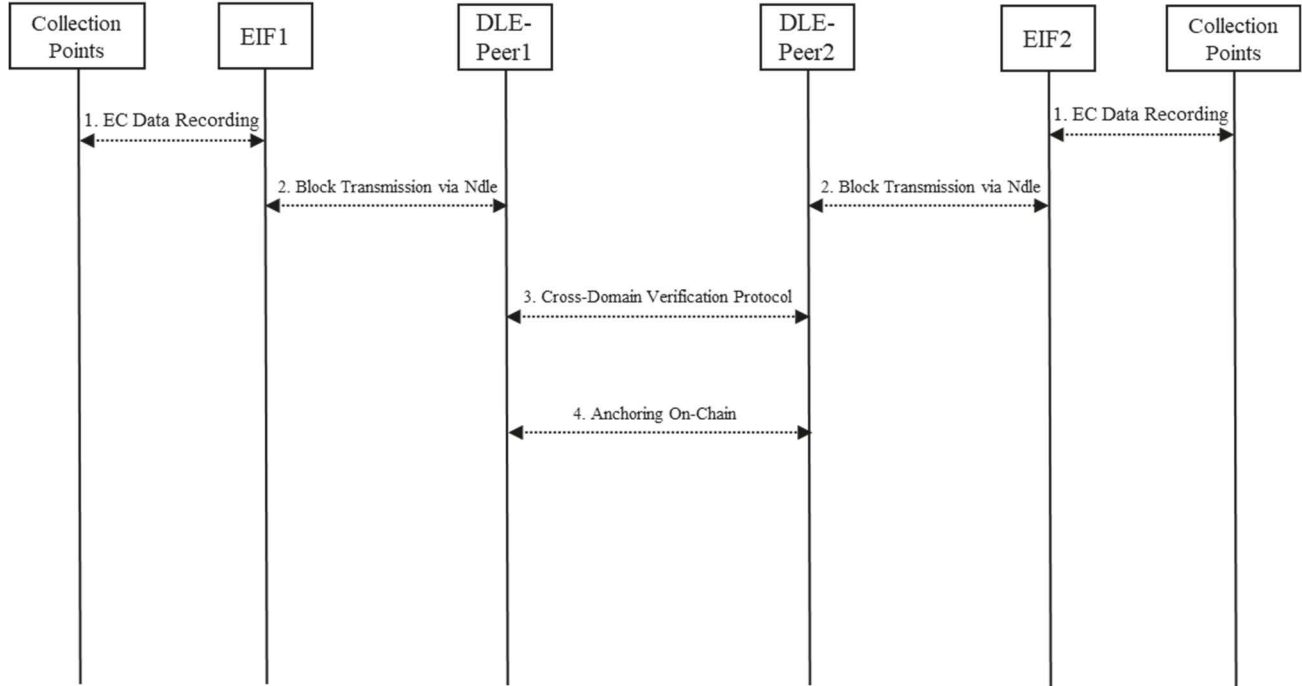 Collection
Points
EIF1
DLE-
Peer1
DLE-
Peer2
EIF2
Collection
Points
1. EC Data Recording
1. EC Data Recording
2. Block Transmission via Ndle
2. Block Transmission via Ndle
3. Cross-Domain Verification Protocol
4. Anchoring On-Chain